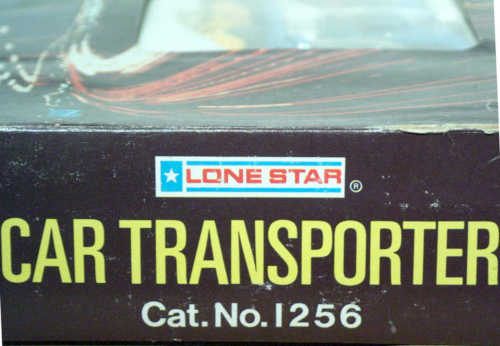 LONE STAR ®
CAR TRANSPORTER
Cat. No. 1256